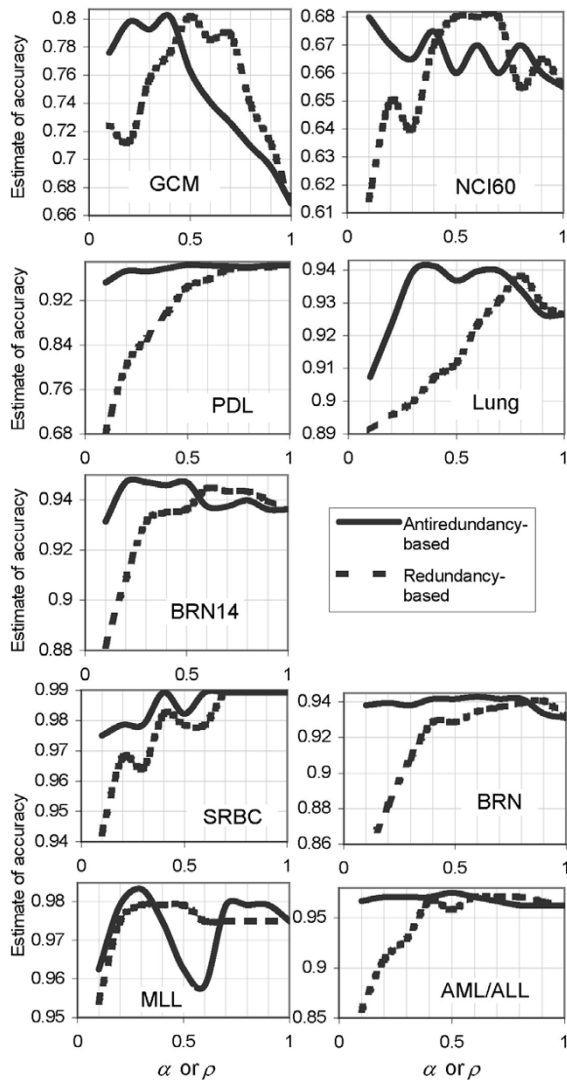 Estimate of accuracy
0.8
0.78
0.76
0.74
0.72
0.7
0.68
0.66
GCM
0 0.5 1
0.68
0.67
0.66
0.65
0.64
0.63
0.62
0.61
NCI60
0 0.5 1
Estimate of accuracy
0.92
0.84
0.76
0.68
PDL
0 0.5 1
0.94
0.93
0.92
0.91
0.9
0.89
Lung
0 0.5 1
Estimate of accuracy
0.94
0.92
0.9
0.88
BRN14
0 0.5 1
Antiredundancy-
based
Redundancy-
based
Estimate of accuracy
0.99
0.98
0.97
0.96
0.95
0.94
SRBC
0 0.5 1
0.94
0.92
0.9
0.88
0.86
BRN
0 0.5 1
Estimate of accuracy
0.98
0.97
0.96
0.95
MLL
0 0.5 1
α or ρ
0.95
0.9
0.85
AML/ALL
0 0.5 1
α or ρ